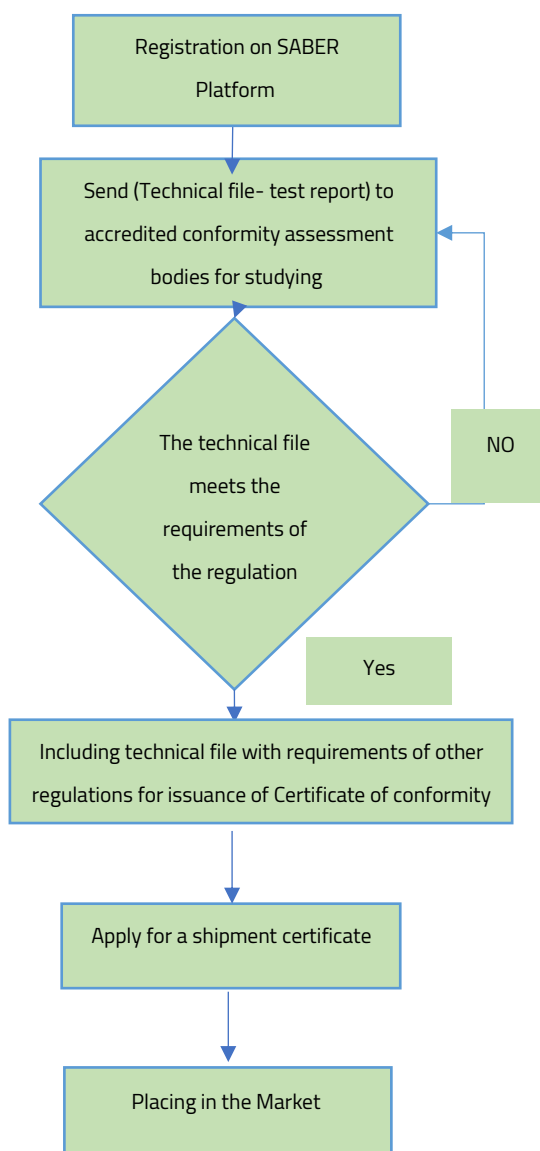 Registration on SABER
Platform
Send (Technical file- test report) to
accredited conformity assessment
bodies for studying
The technical file
meets the
requirements of
the regulation
NO
Yes
Including technical file with requirements of other
regulations for issuance of Certificate of conformity
Apply for a shipment certificate
Placing in the Market